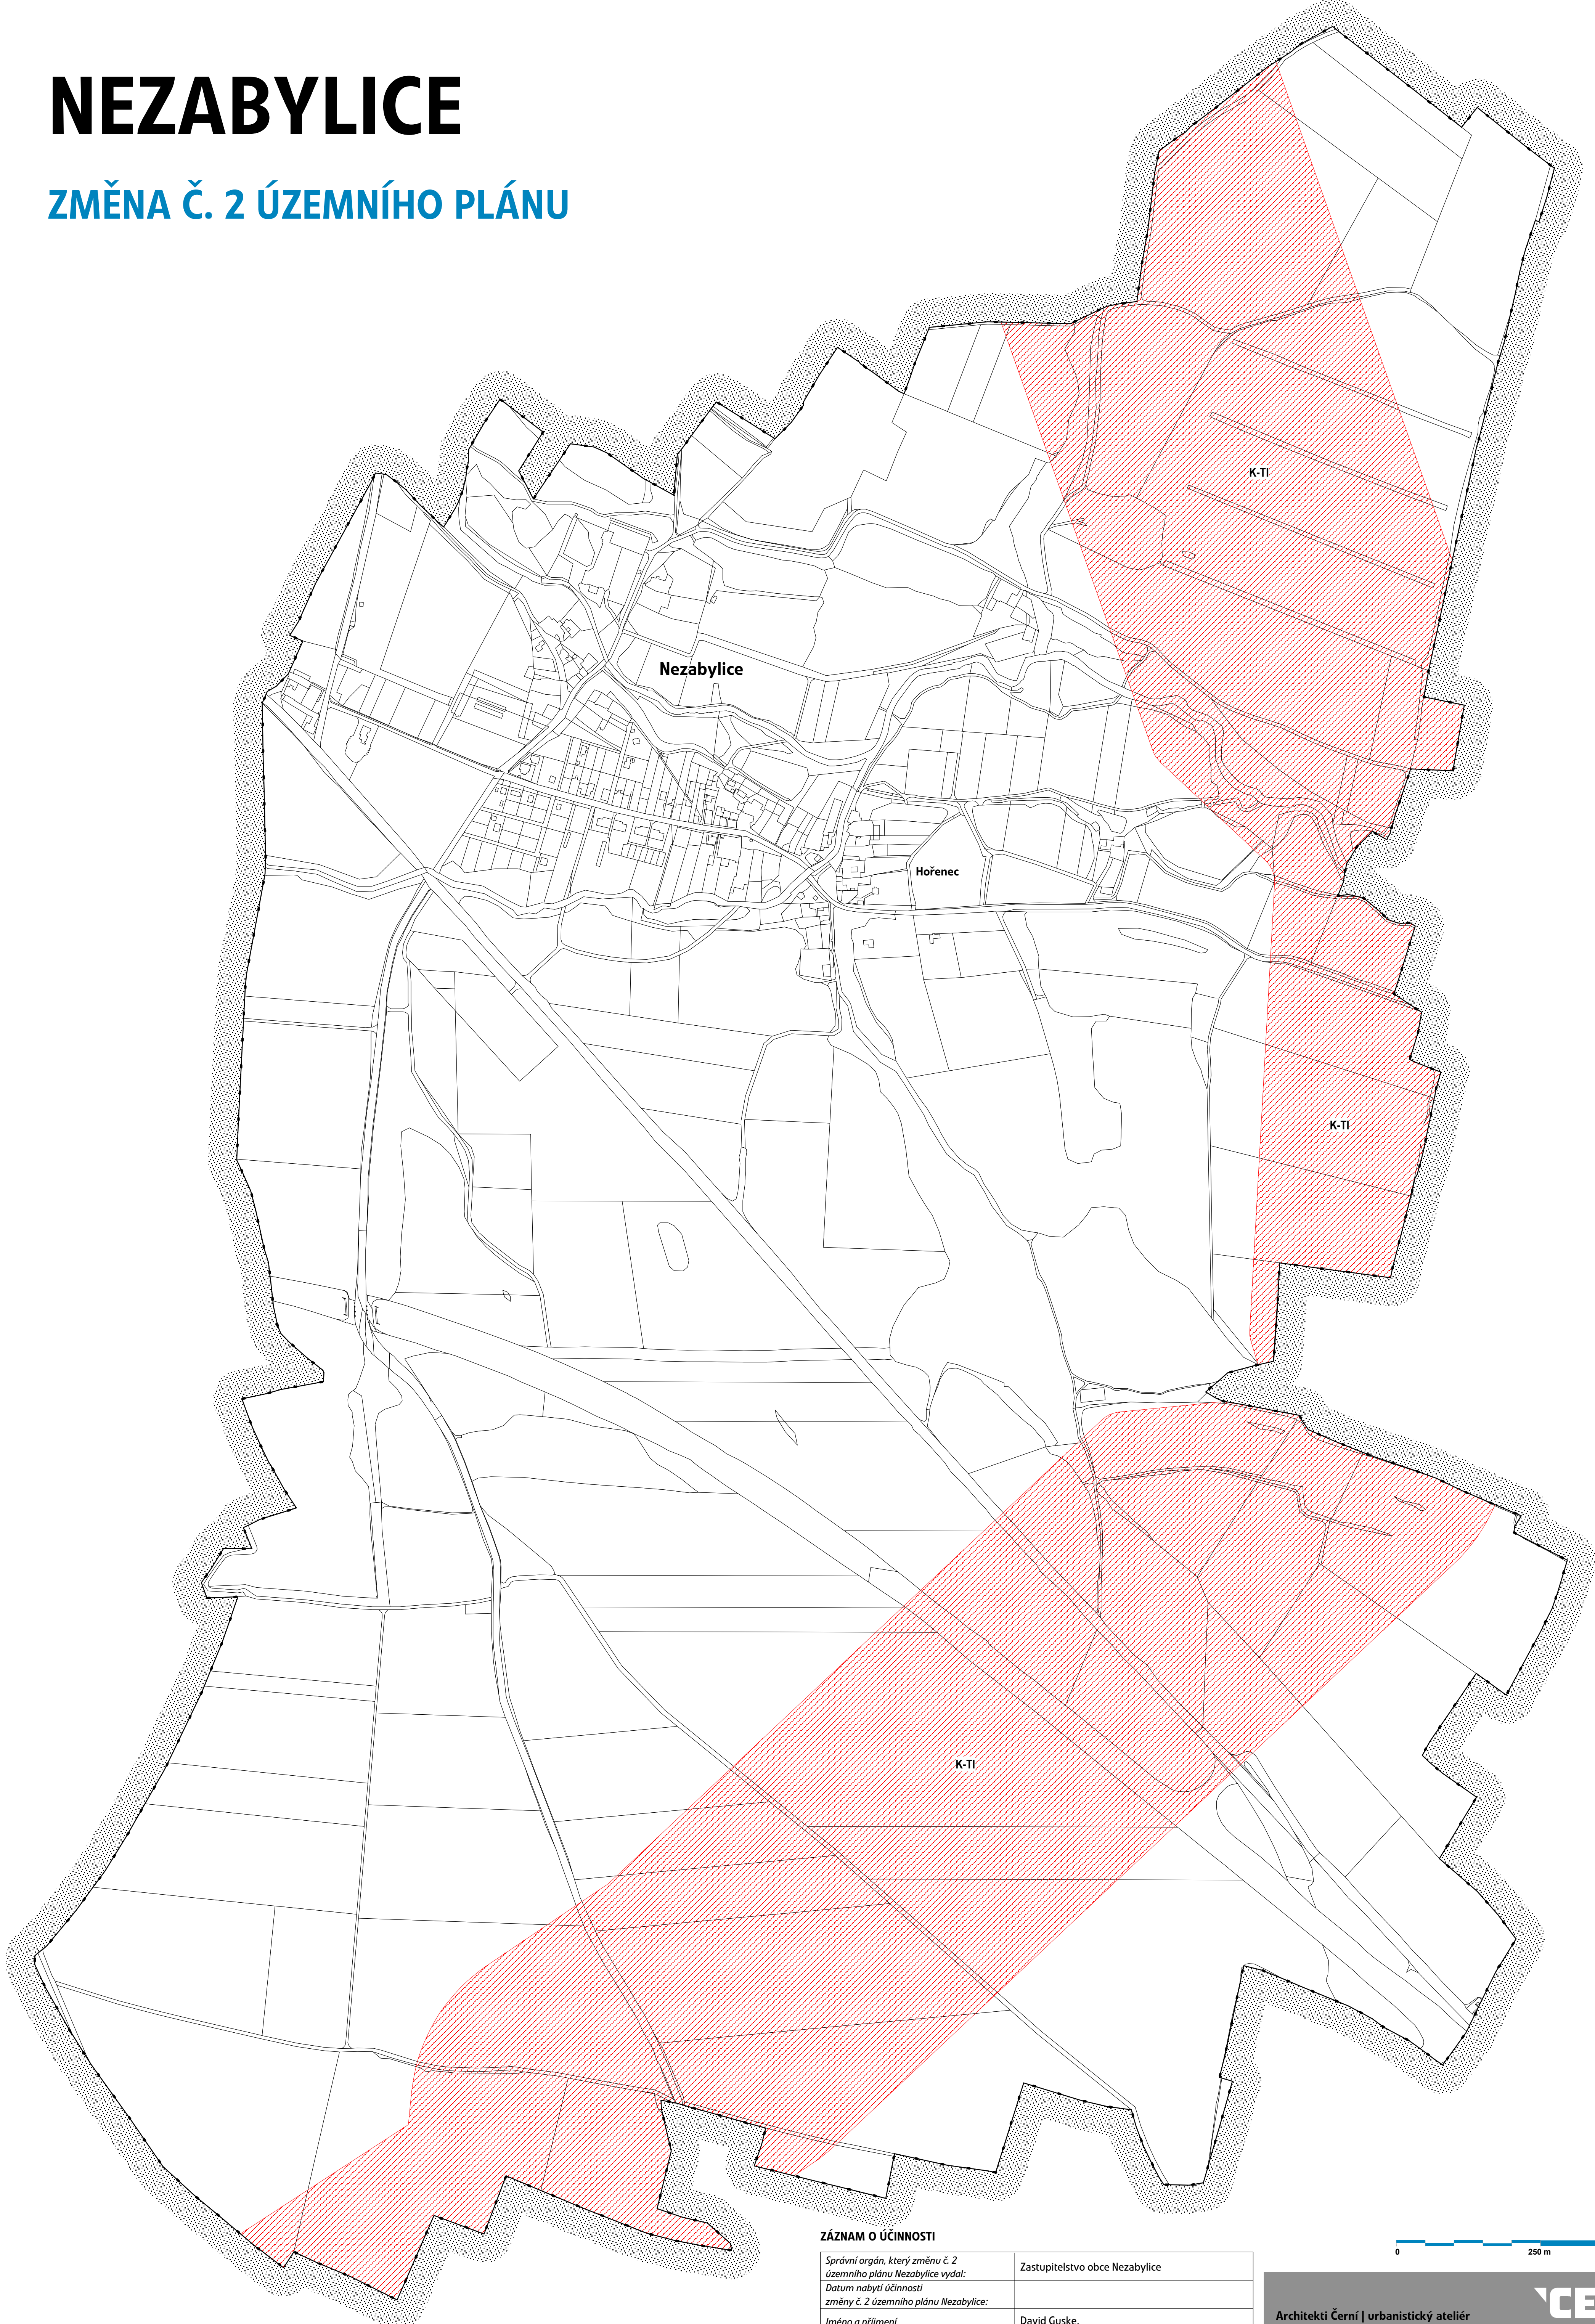 NEZABYLICE
ZMĚNA Č. 2 ÚZEMNÍHO PLÁNU
K-TI
Nezabylice
Hořenec
K-TI
K-TI
ZÁZNAM O ÚČINNOSTI
Správní orgán, který změnu č. 2
územního plánu Nezabylice vydal:
Zastupitelstvo obce Nezabylice
Datum nabytí účinnosti
změny č. 2 územního plánu Nezabylice:
Jméno a příjmení
David Guske,
0 250 m
Architekti Černí | urbanistický ateliér